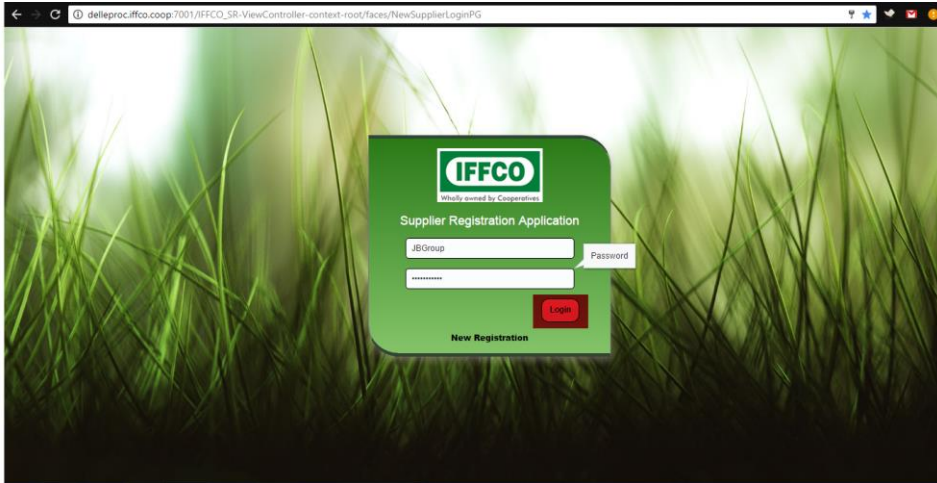 delleproc.iffco.coop:7001/IFFCO_SR-ViewController-context-root/faces/NewSupplierLoginPG
IFFCO
Wholly owned by Cooperatives
Supplier Registration Application
JBGroup
Password
•••••••••••
Login
New Registration